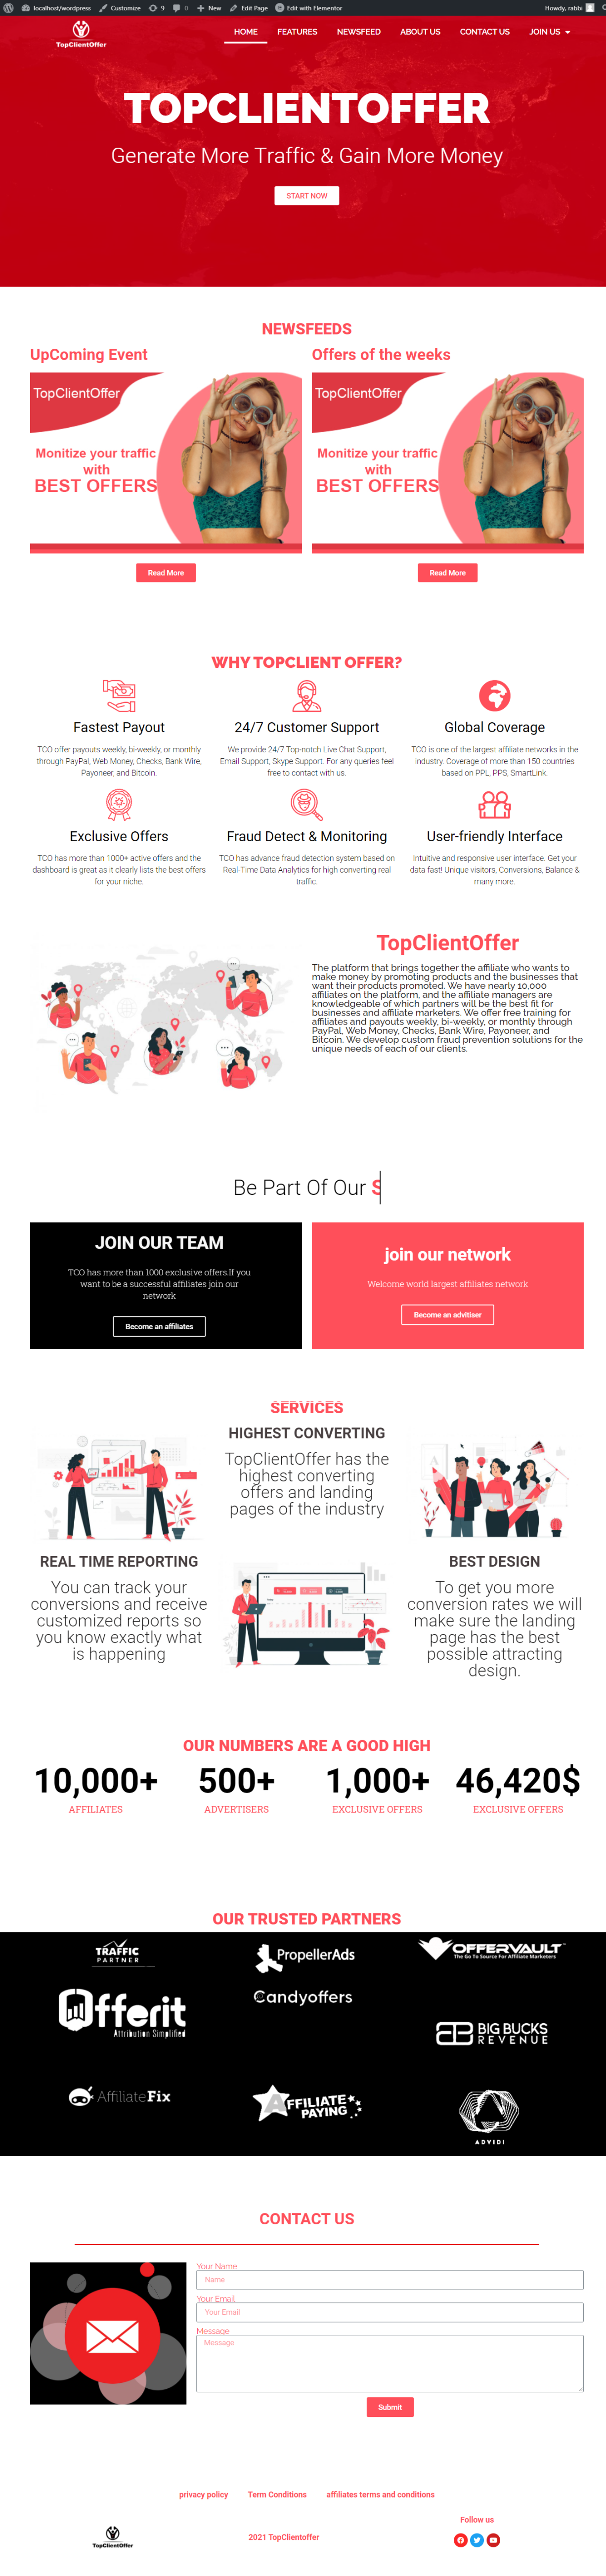 localhost/wordpress Customize 9 0 New Edit Page Edit with Elementor Howdy, rabbi
TopClientOffer
HOME FEATURES NEWSFEED ABOUT US CONTACT US JOIN US
TOPCLIENTOFFER
Generate More Traffic & Gain More Money
START NOW
NEWSFEEDS
UpComing Event
TopClientOffer
Monitize your traffic
with
BEST OFFERS
Read More
Offers of the weeks
TopClientOffer
Monitize your traffic
with
BEST OFFERS
Read More
WHY TOPCLIENT OFFER?
Fastest Payout
TCO offer payouts weekly, bi-weekly, or monthly
through PayPal, Web Money, Checks, Bank Wire,
Payoneer, and Bitcoin.
24/7 Customer Support
We provide 24/7 Top-notch Live Chat Support,
Email Support, Skype Support. For any queries feel
free to contact with us.
Global Coverage
TCO is one of the largest affiliate networks in the
industry. Coverage of more than 150 countries
based on PPL, PPS, SmartLink.
Exclusive Offers
TCO has more than 1000+ active offers and the
dashboard is great as it clearly lists the best offers
for your niche.
Fraud Detect & Monitoring
TCO has advance fraud detection system based on
Real-Time Data Analytics for high converting real
traffic.
User-friendly Interface
Intuitive and responsive user interface. Get your
data fast! Unique visitors, Conversions, Balance &
many more.
TopClientOffer
The platform that brings together the affiliate who wants to
make money by promoting products and the businesses that
want their products promoted. We have nearly 10,000
affiliates on the platform, and the affiliate managers are
knowledgeable of which partners will be the best fit for
businesses and affiliate marketers. We offer free training for
affiliates and payouts weekly, bi-weekly, or monthly through
PayPal, Web Money, Checks, Bank Wire, Payoneer, and
Bitcoin. We develop custom fraud prevention solutions for the
unique needs of each of our clients.
Be Part Of Our S
JOIN OUR TEAM
TCO has more than 1000 exclusive offers.If you
want to be a successful affiliates join our
network
Become an affiliates
join our network
Welcome world largest affiliates network
Become an advitiser
SERVICES
HIGHEST CONVERTING
TopClientOffer has the
highest converting
offers and landing
pages of the industry
REAL TIME REPORTING
You can track your
conversions and receive
customized reports so
you know exactly what
is happening
BEST DESIGN
To get you more
conversion rates we will
make sure the landing
page has the best
possible attracting
design.
OUR NUMBERS ARE A GOOD HIGH
10,000+ 500+ 1,000+ 46,420$
AFFILIATES ADVERTISERS EXCLUSIVE OFFERS EXCLUSIVE OFFERS
OUR TRUSTED PARTNERS
TRAFFIC
PARTNER
PropellerAds
OFFERVAULT
The Go To Source For Affiliate Marketers
Offerit
Attribution Simplified
Candyoffers
BIG BUCKS
REVENUE
AffiliateFix
AFFILIATE
PAYING
ADVIDI
CONTACT US
Your Name
Name
Your Email
Your Email
Message
Message
Submit
privacy policy Term Conditions affiliates terms and conditions
TopClientOffer
2021 TopClientoffer
Follow us